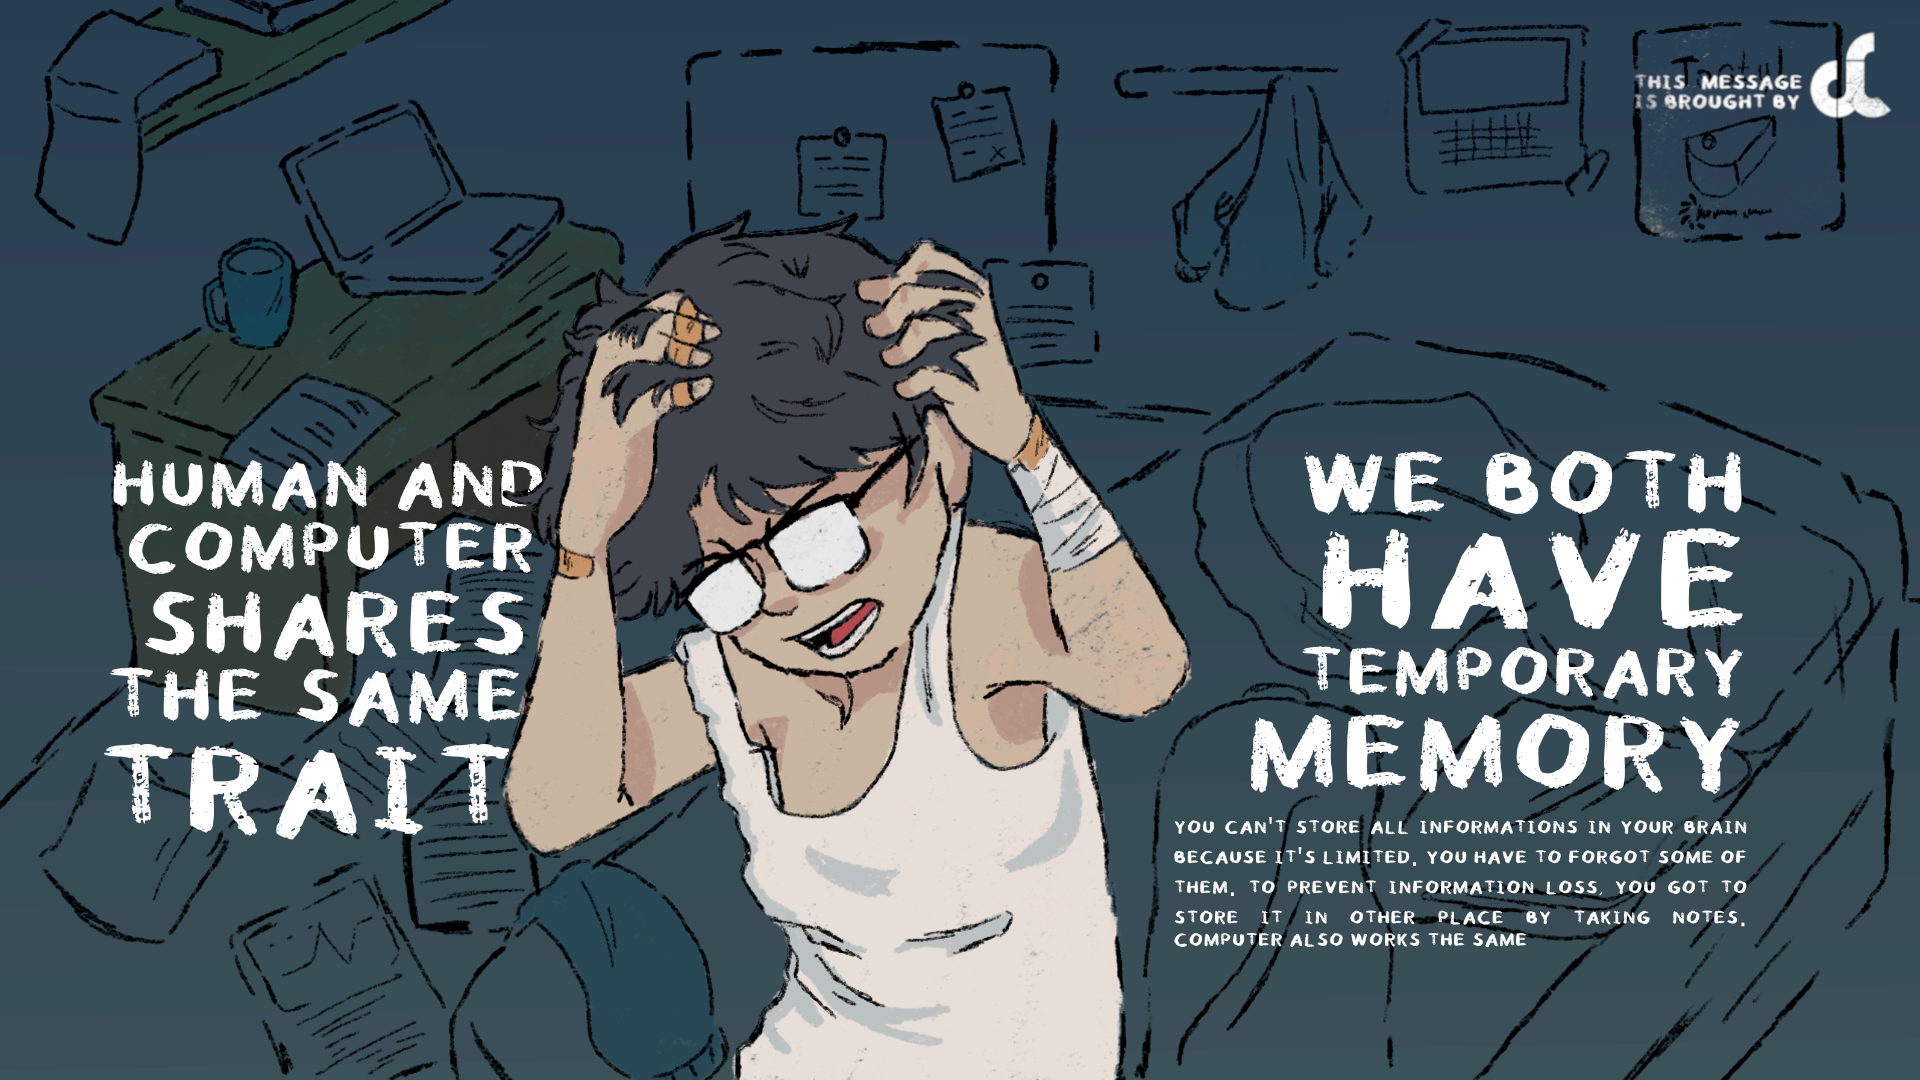 THIS MESSAGE
IS BROUGHT BY
HUMAN AND
COMPUTER
SHARES
THE SAME
TRAIT
WE BOTH
HAVE
TEMPORARY
MEMORY
YOU CAN'T STORE ALL INFORMATIONS IN YOUR BRAIN
BECAUSE IT'S LIMITED. YOU HAVE TO FORGOT SOME OF
THEM. TO PREVENT INFORMATION LOSS, YOU GOT TO
STORE IT IN OTHER PLACE BY TAKING NOTES.
COMPUTER ALSO WORKS THE SAME